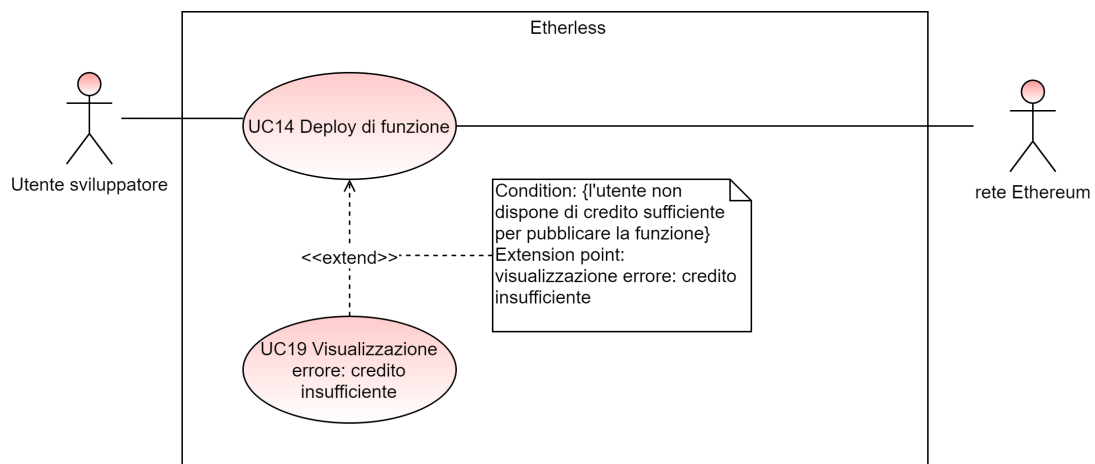 Etherless
UC14 Deploy di funzione
Utente sviluppatore
rete Ethereum
Condition: {l'utente non
dispone di credito sufficiente
per pubblicare la funzione}
Extension point:
visualizzazione errore: credito
insufficiente
<<extend>>
UC19 Visualizzazione
errore: credito
insufficiente